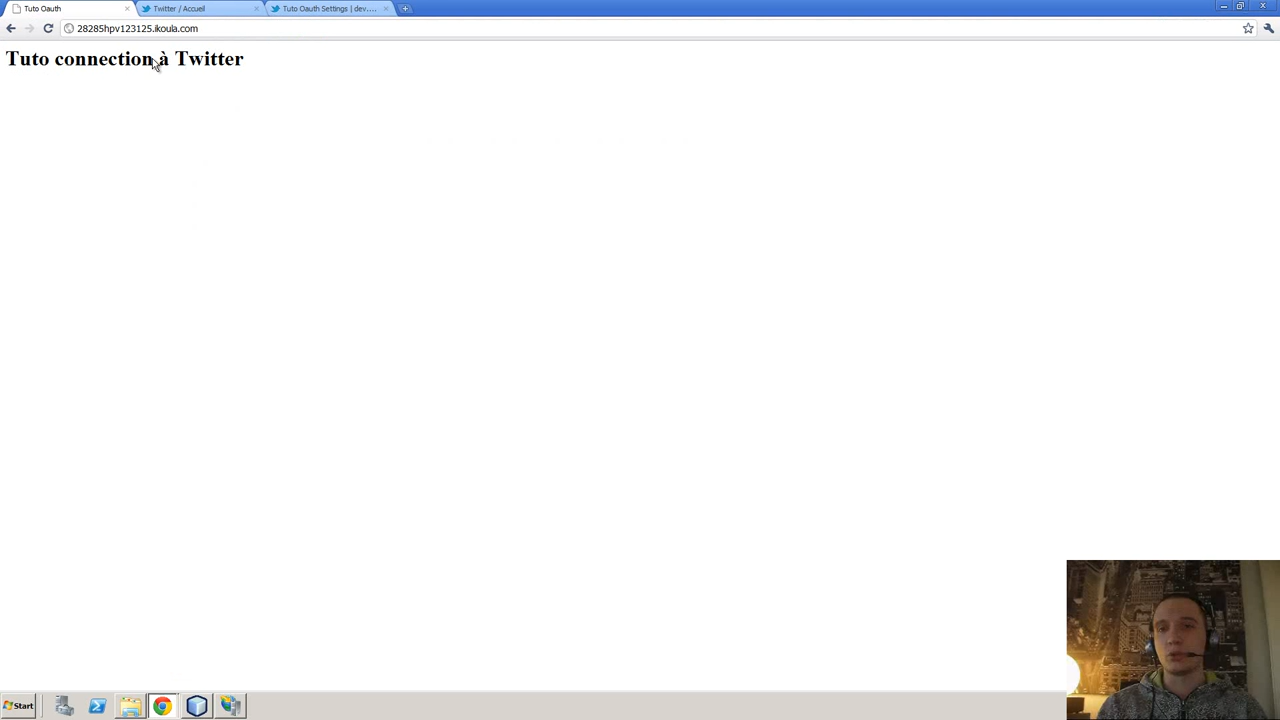 Tuto Oauth
Twitter / Accueil
Tuto Oauth Settings | dev....
28285hpv123125.ikoula.com
Tuto connection à Twitter
Start